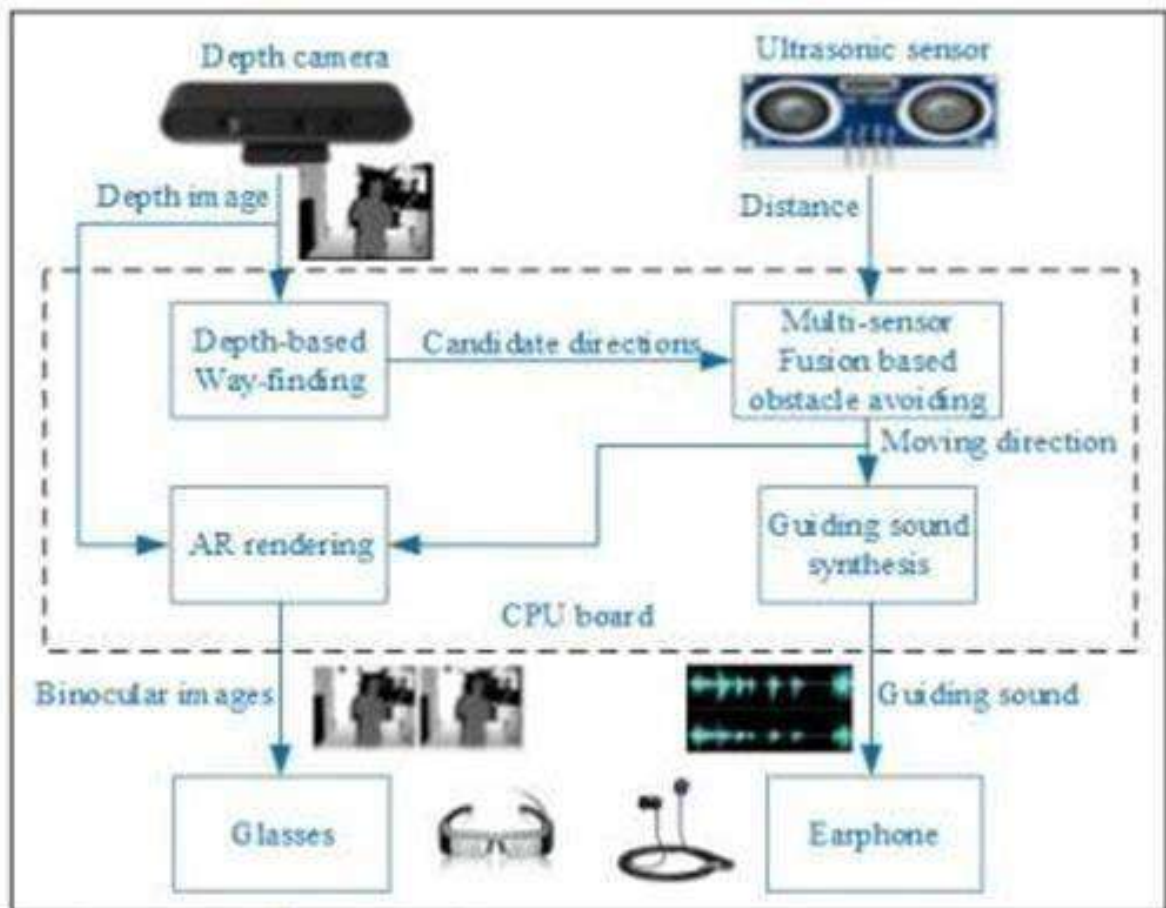 Depth camera
Ultrasonic sensor
Depth image
Distance
Depth-based
Way-finding
Candidate directions
Multi-sensor
Fusion based
obstacle avoiding
Moving direction
AR rendering
Guiding sound
synthesis
CPU board
Binocular images
Guiding sound
Glasses
Earphone